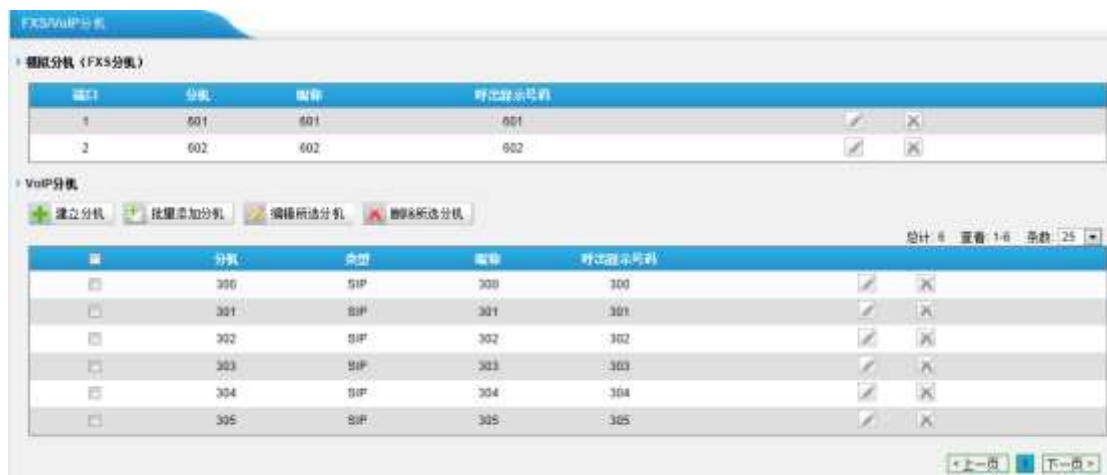 FXS/VoIP分机
模拟分机（FXS分机）
端口 分机 昵称 呼出显示号码
1 601 601 601
2 602 602 602
VoIP分机
建立分机 批量添加分机 编辑所选分机 删除所选分机
总计: 6 查看: 1-6 条数: 25
分机 类型 昵称 呼出显示号码
300 SIP 300 300
301 SIP 301 301
302 SIP 302 302
303 SIP 303 303
304 SIP 304 304
305 SIP 305 305
<上一页 1 下一页>